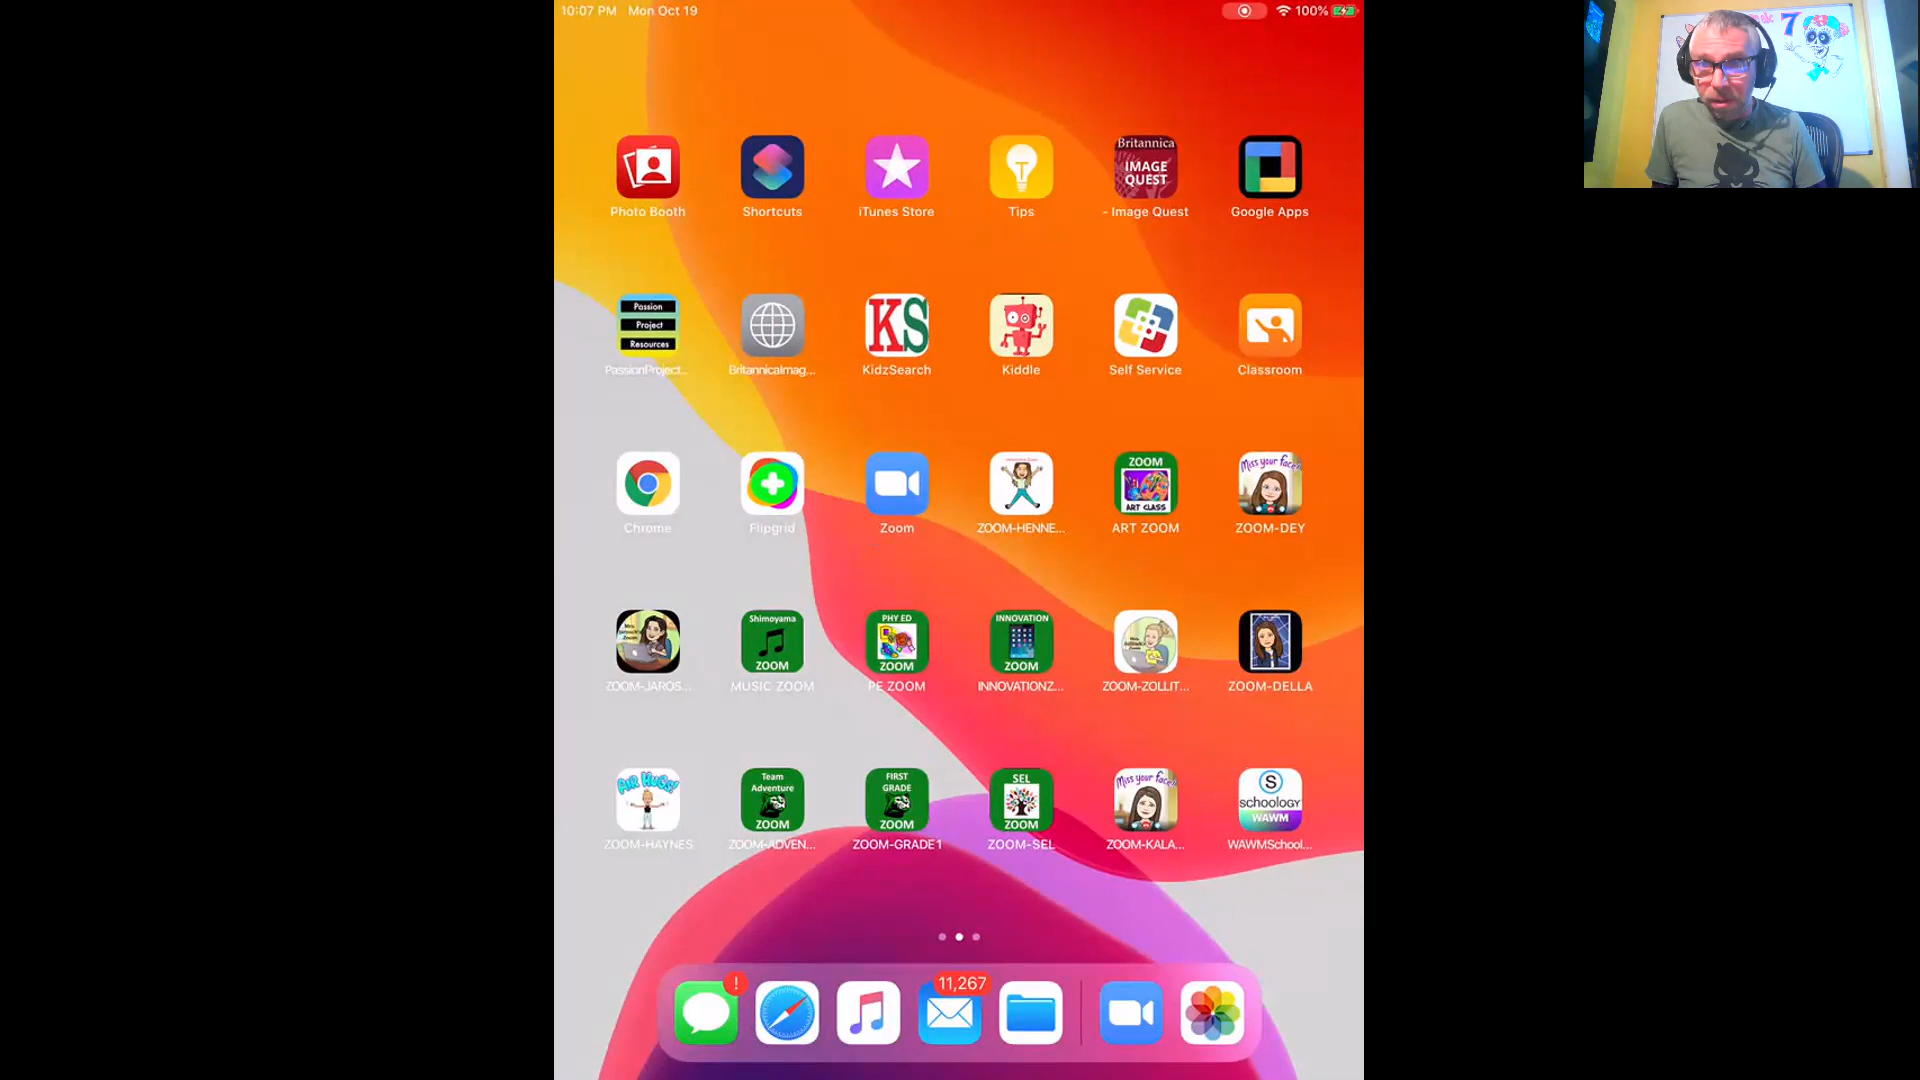 10:07 PM Mon Oct 19
100%
7
Britannica
IMAGE
QUEST
Photo Booth
Shortcuts
iTunes Store
Tips
- Image Quest
Google Apps
Passion
Project
Resources
KS
PassionProject...
BritannicaImag...
KidzSearch
Kiddle
Self Service
Classroom
ZOOM
ART CLASS
Miss your face!
Chrome
Flipgrid
Zoom
ZOOM-HENNE...
ART ZOOM
ZOOM-DEY
Shimoyama
ZOOM
PHY ED
ZOOM
INNOVATION
ZOOM
ZOOM-JAROS...
MUSIC ZOOM
PE ZOOM
INNOVATIONZ...
ZOOM-ZOLLIT...
ZOOM-DELLA
AIR HUGS!
Team
Adventure
ZOOM
FIRST
GRADE
ZOOM
SEL
ZOOM
Miss your face!
S
schoology
WAWM
ZOOM-HAYNES
ZOOM-ADVEN...
ZOOM-GRADE1
ZOOM-SEL
ZOOM-KALA...
WAWMSchool...
!
11,267